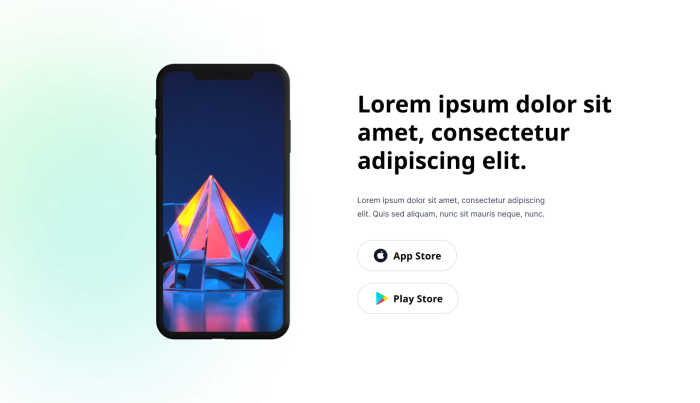 Lorem ipsum dolor sit
amet, consectetur
adipiscing elit.
Lorem ipsum dolor sit amet, consectetur adipiscing
elit. Quis sed aliquam, nunc sit mauris neque, nunc.
App Store
Play Store